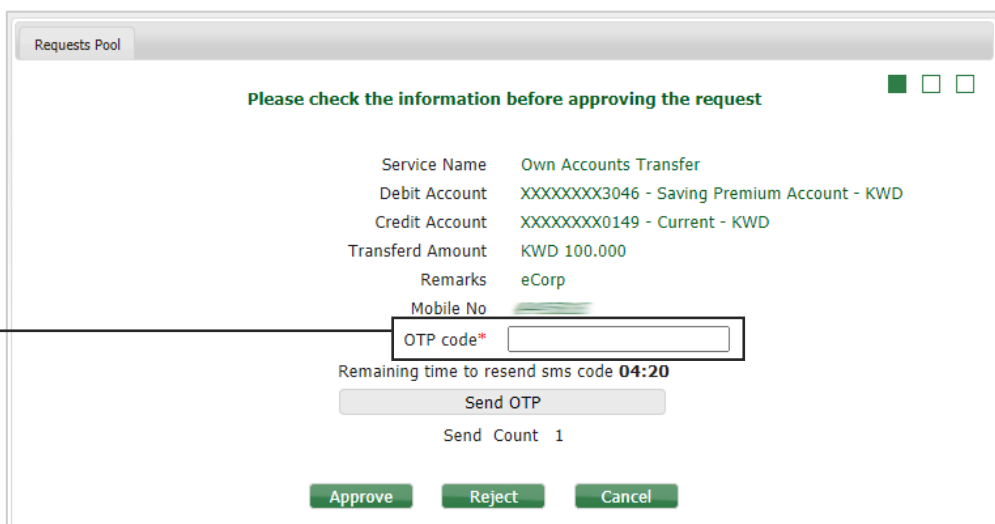 Requests Pool
Please check the information before approving the request
Service Name Own Accounts Transfer
Debit Account XXXXXXXX3046 - Saving Premium Account - KWD
Credit Account XXXXXXXX0149 - Current - KWD
Transferd Amount KWD 100.000
Remarks eCorp
Mobile No
OTP code*
Remaining time to resend sms code 04:20
Send OTP
Send Count 1
Approve Reject Cancel